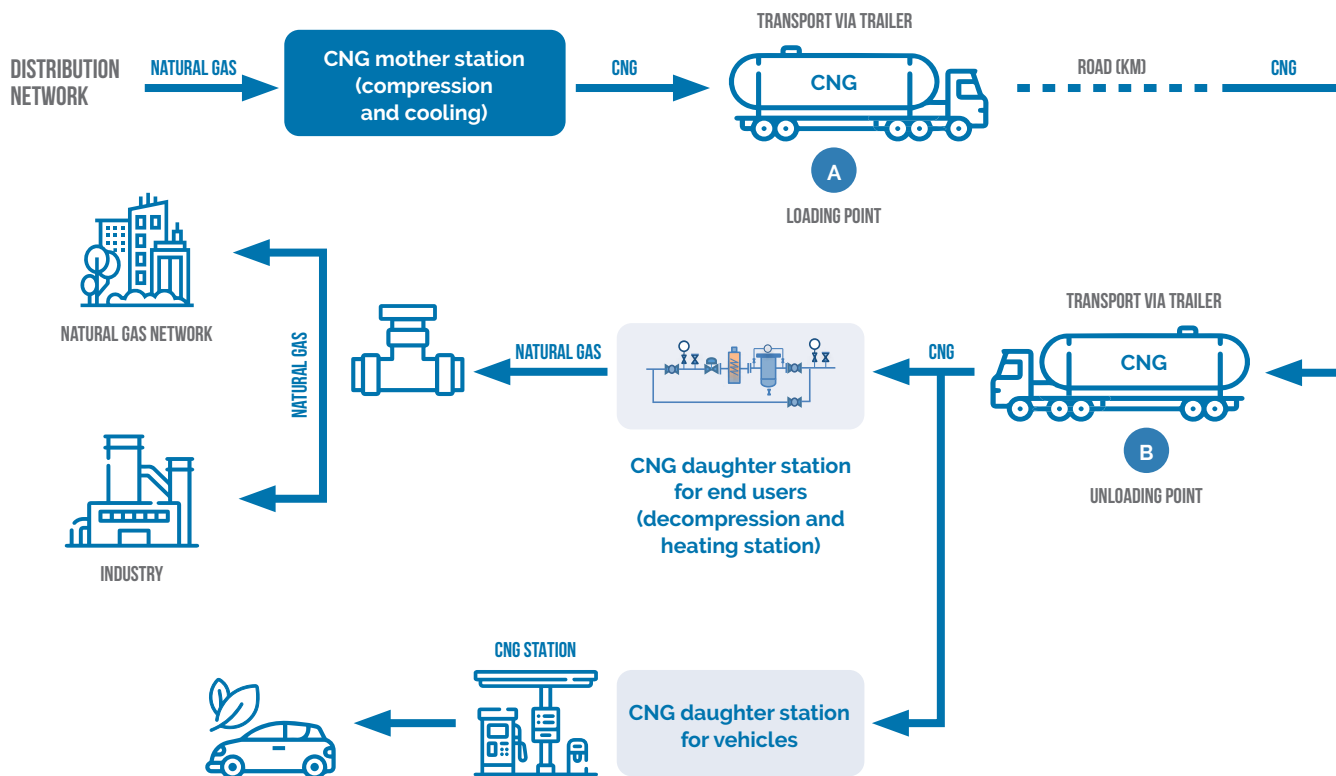 TRANSPORT VIA TRAILER
DISTRIBUTION
NETWORK
NATURAL GAS
CNG mother station
(compression
and cooling)
CNG
CNG
ROAD (KM)
CNG
A
LOADING POINT
NATURAL GAS NETWORK
NATURAL GAS
INDUSTRY
NATURAL GAS
CNG daughter station
for end users
(decompression and
heating station)
CNG
TRANSPORT VIA TRAILER
CNG
B
UNLOADING POINT
CNG STATION
CNG daughter station
for vehicles